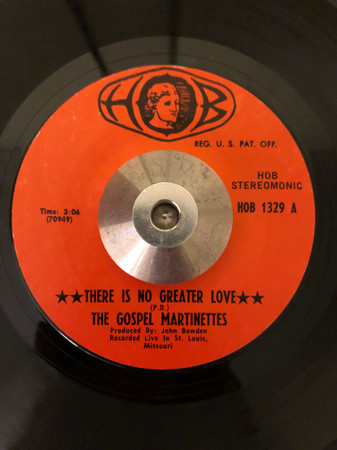 HOB
REG. U. S. PAT. OFF.
HOB
STEREOMONIC
Time: 3:06
(70949)
HOB 1329 A
★★THERE IS NO GREATER LOVE★★
(P.D.)
THE GOSPEL MARTINETTES
Produced By: John Bowden
Recorded Live In St. Louis,
Missouri